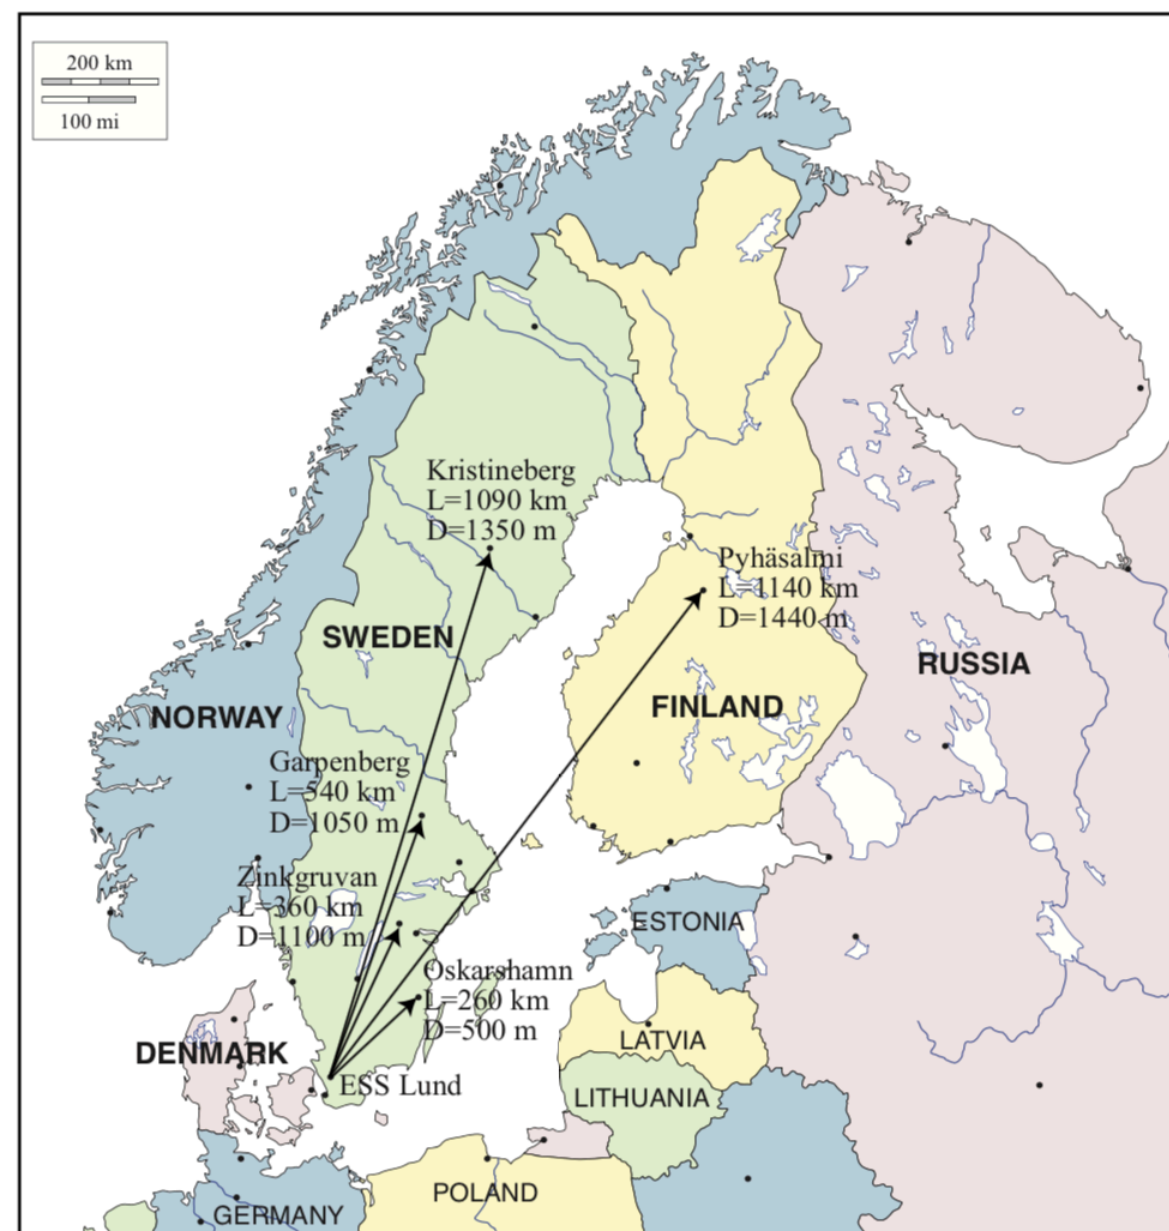 200 km
100 mi
Kristineberg
L=1090 km
D=1350 m
Pyhäsalmi
L=1140 km
D=1440 m
SWEDEN
RUSSIA
NORWAY
FINLAND
Garpenberg
L=540 km
D=1050 m
Zinkgruvan
L=360 km
D=1100 m
ESTONIA
Oskarshamn
L=260 km
D=500 m
LATVIA
DENMARK
ESS Lund
LITHUANIA
POLAND
GERMANY